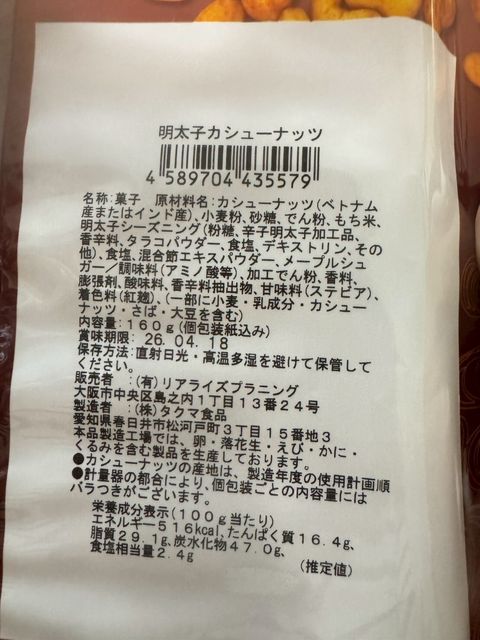 明太子カシューナッツ
4 589704 435579
名称:菓子 原材料名:カシューナッツ(ベトナム
産またはインド産)、小麦粉、砂糖、でん粉、もち米、
明太子シーズニング(粉糖、辛子明太子加工品、
香辛料、タラコパウダー、食塩、デキストリン、その
他)、食塩、混合節エキスパウダー、メープルシュ
ガー/調味料(アミノ酸等)、加工でん粉、香料、
膨張剤、酸味料、香辛料抽出物、甘味料(ステビア)、
着色料(紅麹)、(一部に小麦・乳成分・カシュー
ナッツ・さば・大豆を含む)
内容量:160g(個包装紙込み)
賞味期限: 26.04.18
保存方法:直射日光・高温多湿を避けて保管して
ください。
販売者 :(有)リアライズプラニング
大阪市中央区島之内1丁目13番24号
製造者 :(株)タクマ食品
愛知県春日井市松河戸町3丁目15番地3
本品製造工場では、卵・落花生・えび・かに・
くるみを含む製品を生産しております。
●カシューナッツの産地は、製造年度の使用計画順
●計量器の都合により、個包装ごとの内容量には
バラつきがございます。
栄養成分表示(100g当たり)
エネルギー516kcal、たんぱく質16.4g、
脂質29.1g、炭水化物47.0g、
食塩相当量2.4g
(推定値)